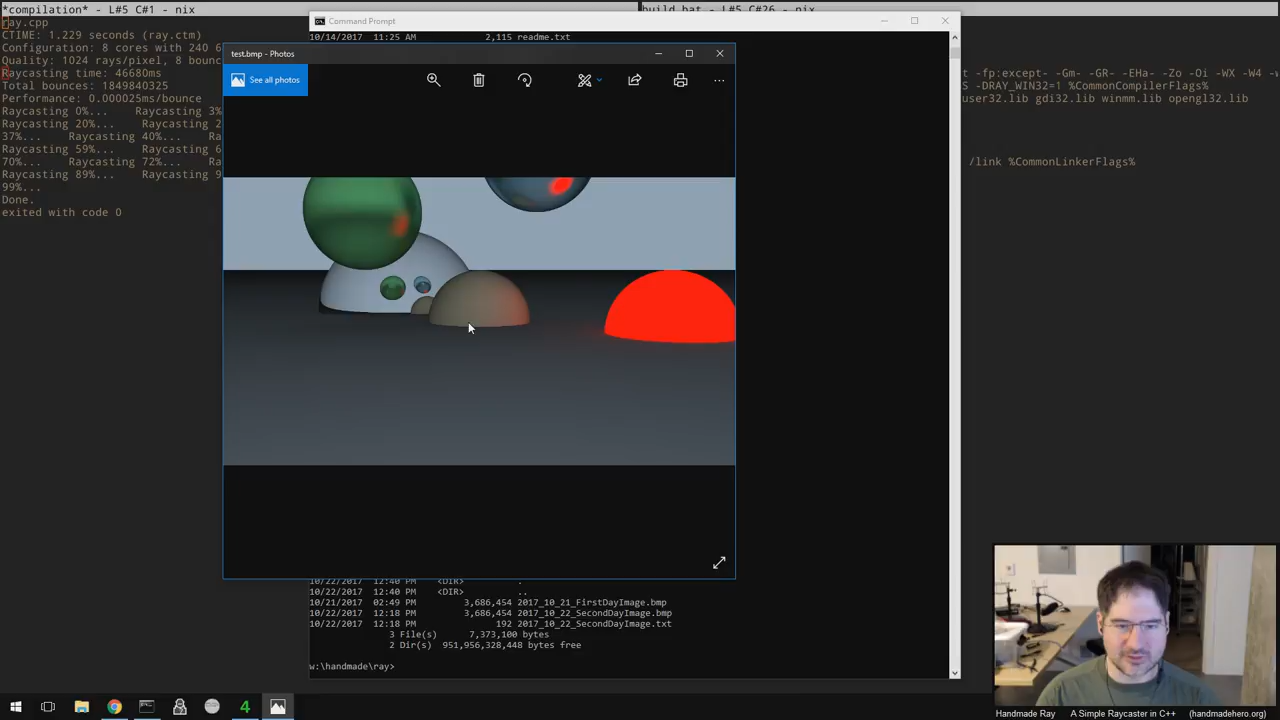 *compilation* - L#5 C#1 - nix
build.bat - L#5 C#26 - nix
ray.cpp
CTIME: 1.229 seconds (ray.ctm)
Configuration: 8 cores with 240 6
Quality: 1024 rays/pixel, 8 bounc
Raycasting time: 46680ms
Total bounces: 1849840325
Performance: 0.000025ms/bounce
Raycasting 0%... Raycasting 3%
Raycasting 20%... Raycasting 2
37%... Raycasting 40%... Ra
Raycasting 59%... Raycasting 6
70%... Raycasting 72%... Ra
Raycasting 89%... Raycasting 9
99%...
Done.
exited with code 0
Command Prompt
10/14/2017 11:25 AM 2,115 readme.txt
test.bmp - Photos
See all photos
t -fp:except- -Gm- -GR- -EHa- -Zo -Oi -WX -W4 -
S -DRAY_WIN32=1 %CommonCompilerFlags%
user32.lib gdi32.lib winmm.lib opengl32.lib
/link %CommonLinkerFlags%
10/22/2017 12:40 PM <DIR> .
10/22/2017 12:40 PM <DIR> ..
10/21/2017 02:49 PM 3,686,454 2017_10_21_FirstDayImage.bmp
10/22/2017 12:18 PM 3,686,454 2017_10_22_SecondDayImage.bmp
10/22/2017 12:18 PM 192 2017_10_22_SecondDayImage.txt
3 File(s) 7,373,100 bytes
2 Dir(s) 951,956,328,448 bytes free
w:\handmade\ray>
4
Handmade Ray A Simple Raycaster in C++ (handmadehero.org)